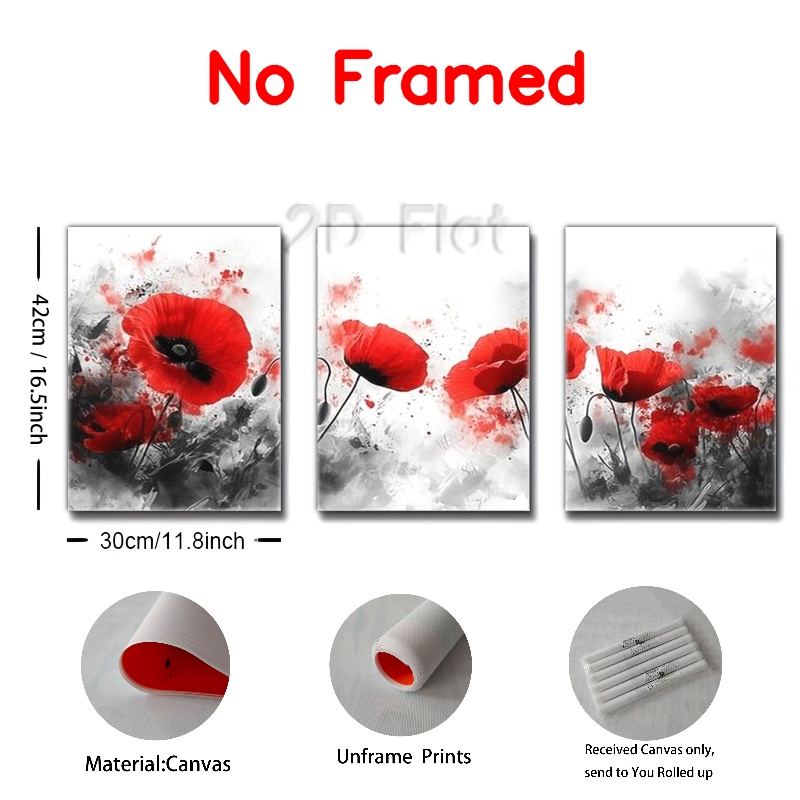 No Framed
2D Flat
42cm / 16.5inch
30cm/11.8inch
Material:Canvas
Unframe Prints
Received Canvas only,
send to You Rolled up